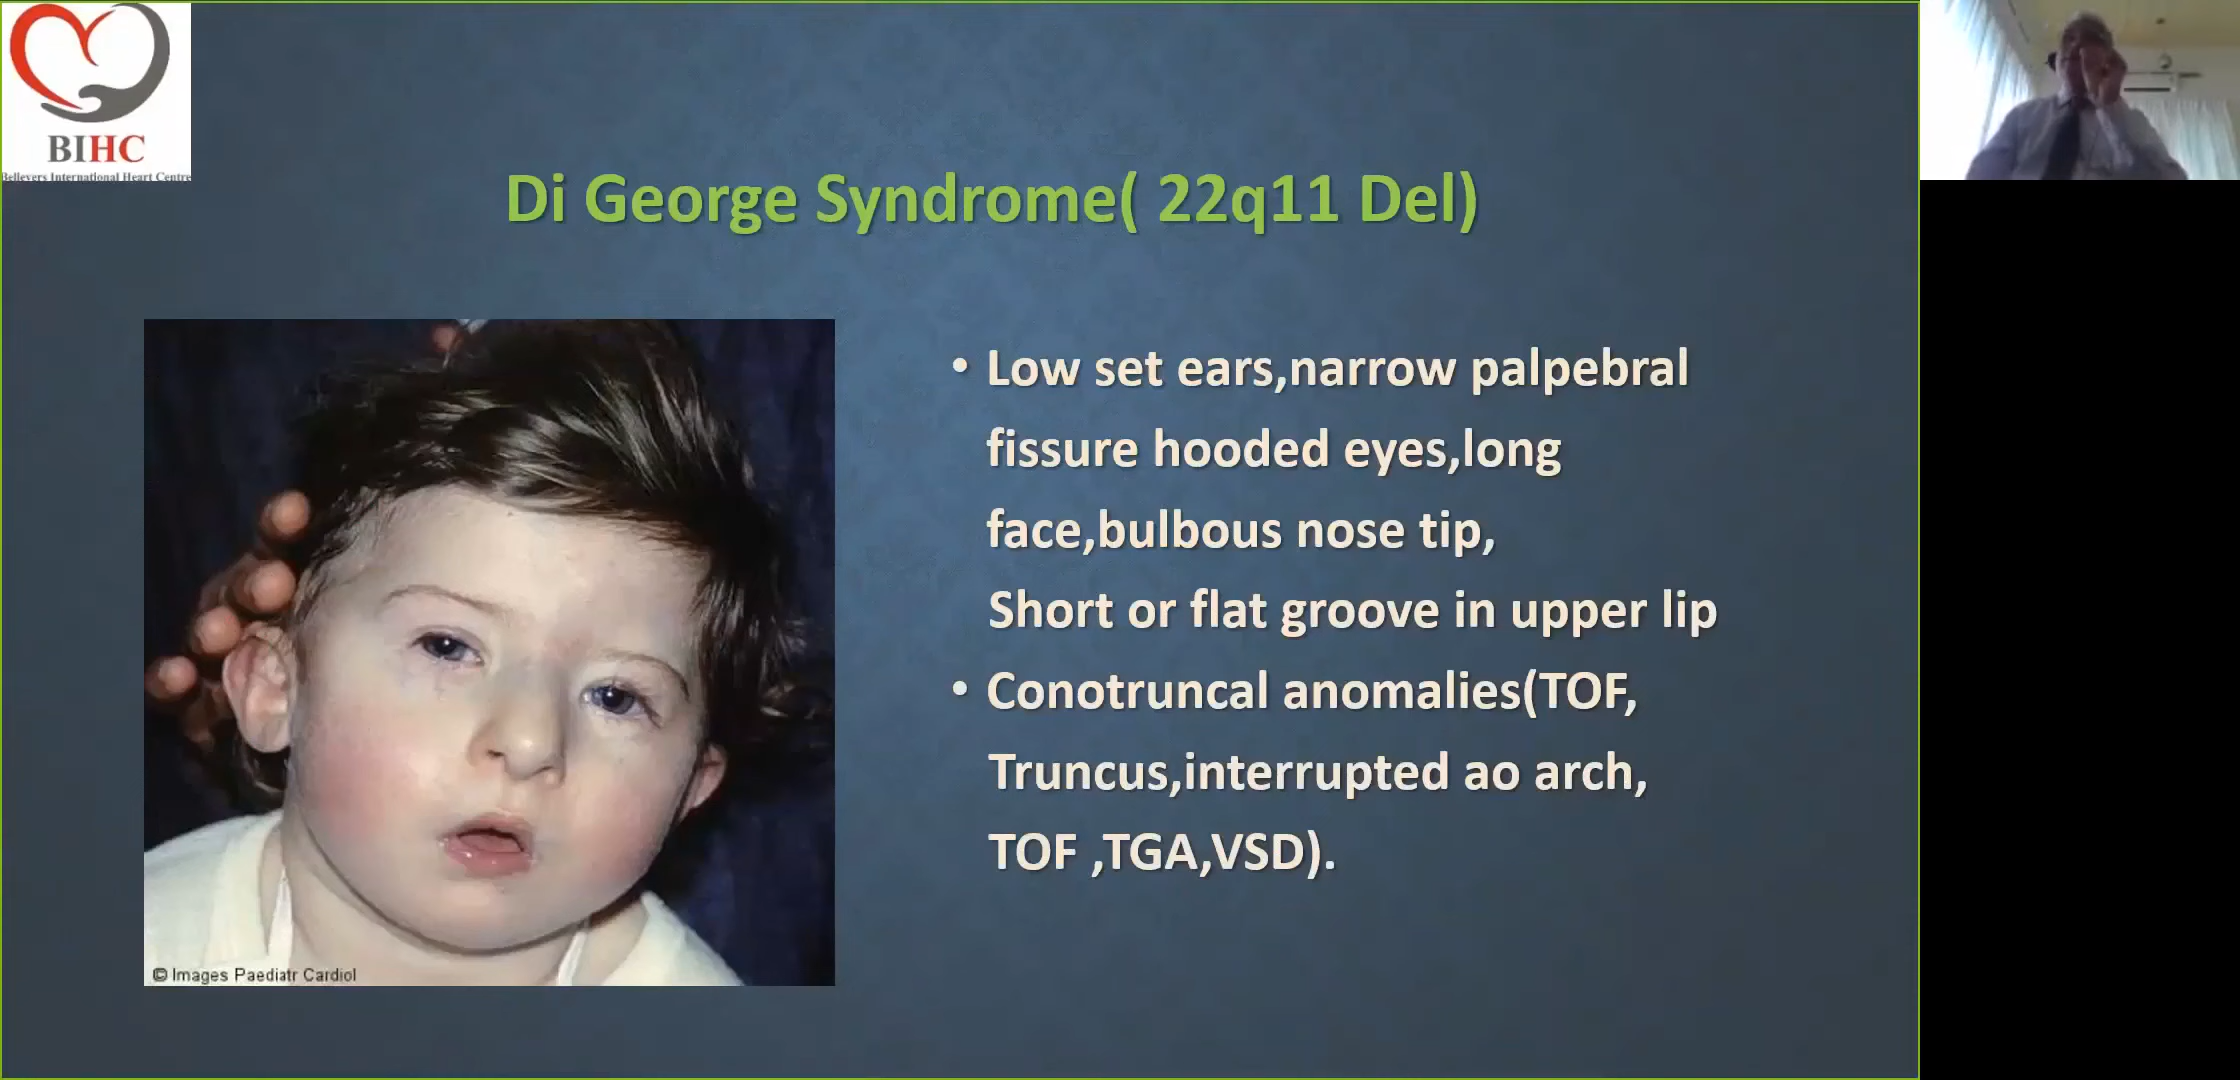 BIHC
Believers International Heart Centre
Di George Syndrome( 22q11 Del)
• Low set ears,narrow palpebral
fissure hooded eyes,long
face,bulbous nose tip,
Short or flat groove in upper lip
• Conotruncal anomalies(TOF,
Truncus,interrupted ao arch,
TOF ,TGA,VSD).
© Images Paediatr Cardiol